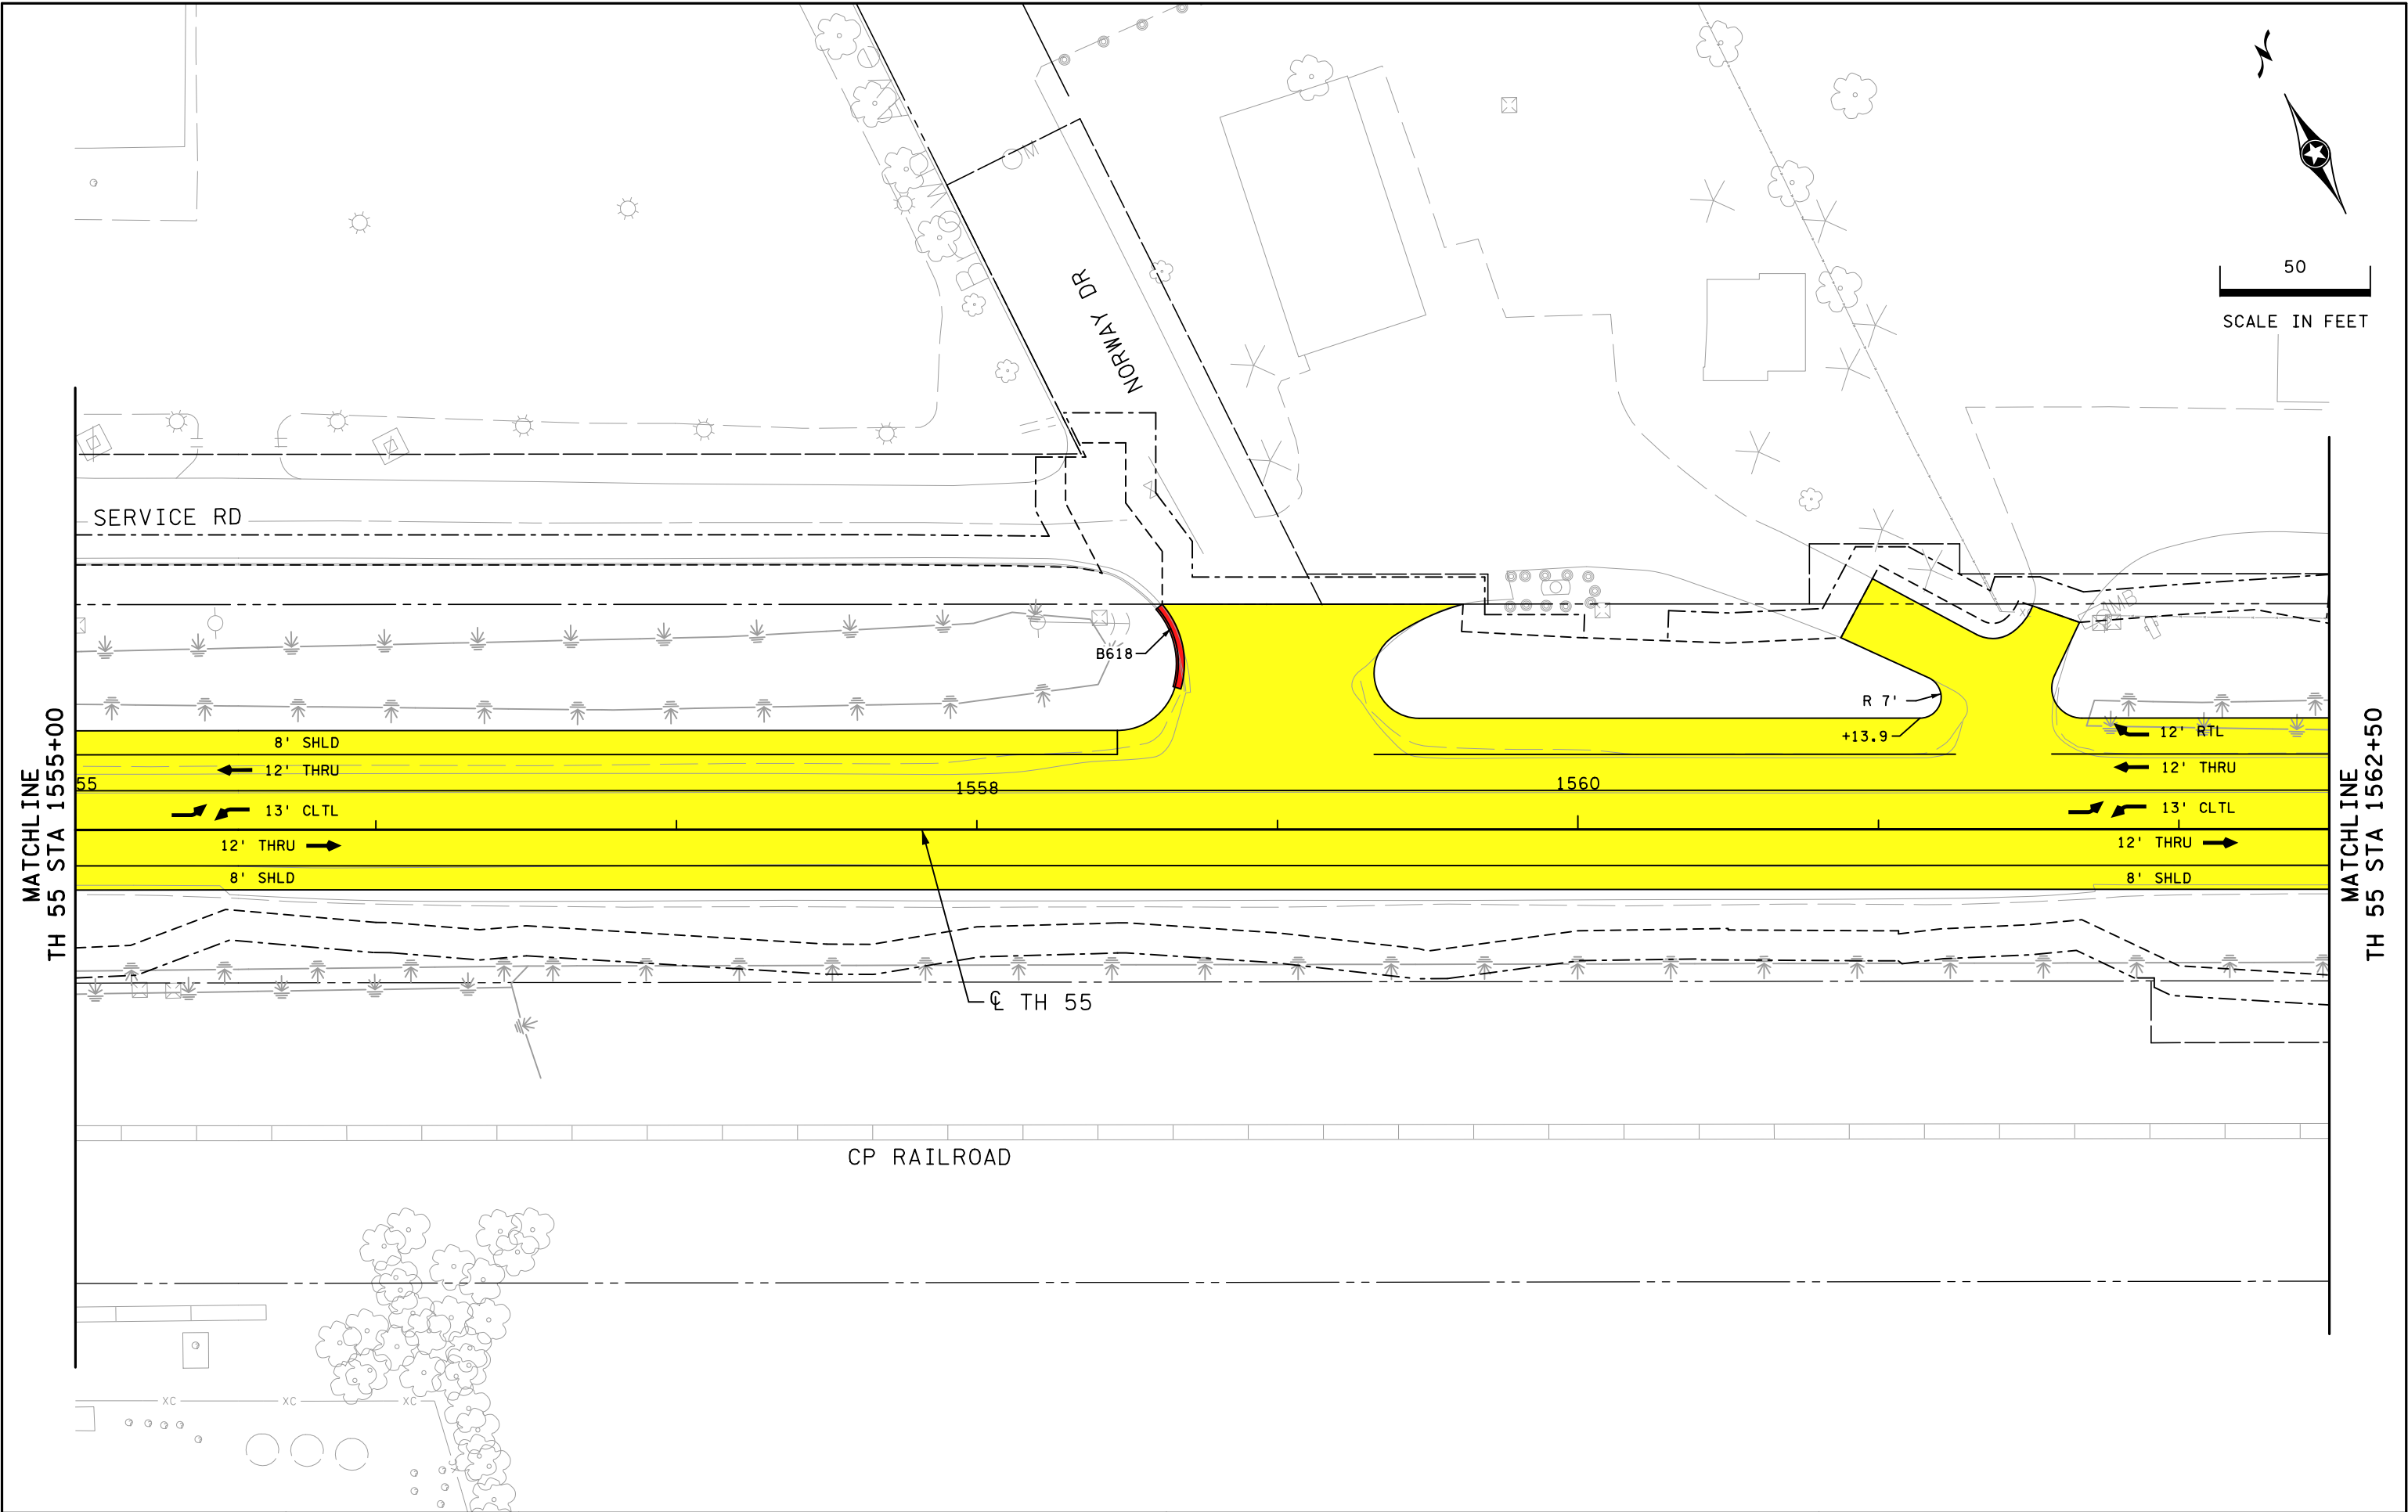 50
SCALE IN FEET
BITUM
NORWAY DR
SERVICE RD
BITUMB
B618
R 7'
+13.9
8' SHLD
12' THRU
55
13' CLTL
12' THRU
8' SHLD
1558
1560
12' RTL
12' THRU
13' CLTL
12' THRU
8' SHLD
MATCHLINE
TH 55 STA 1555+00
MATCHLINE
TH 55 STA 1562+50
℄ TH 55
CP RAILROAD
XC
XC
XC